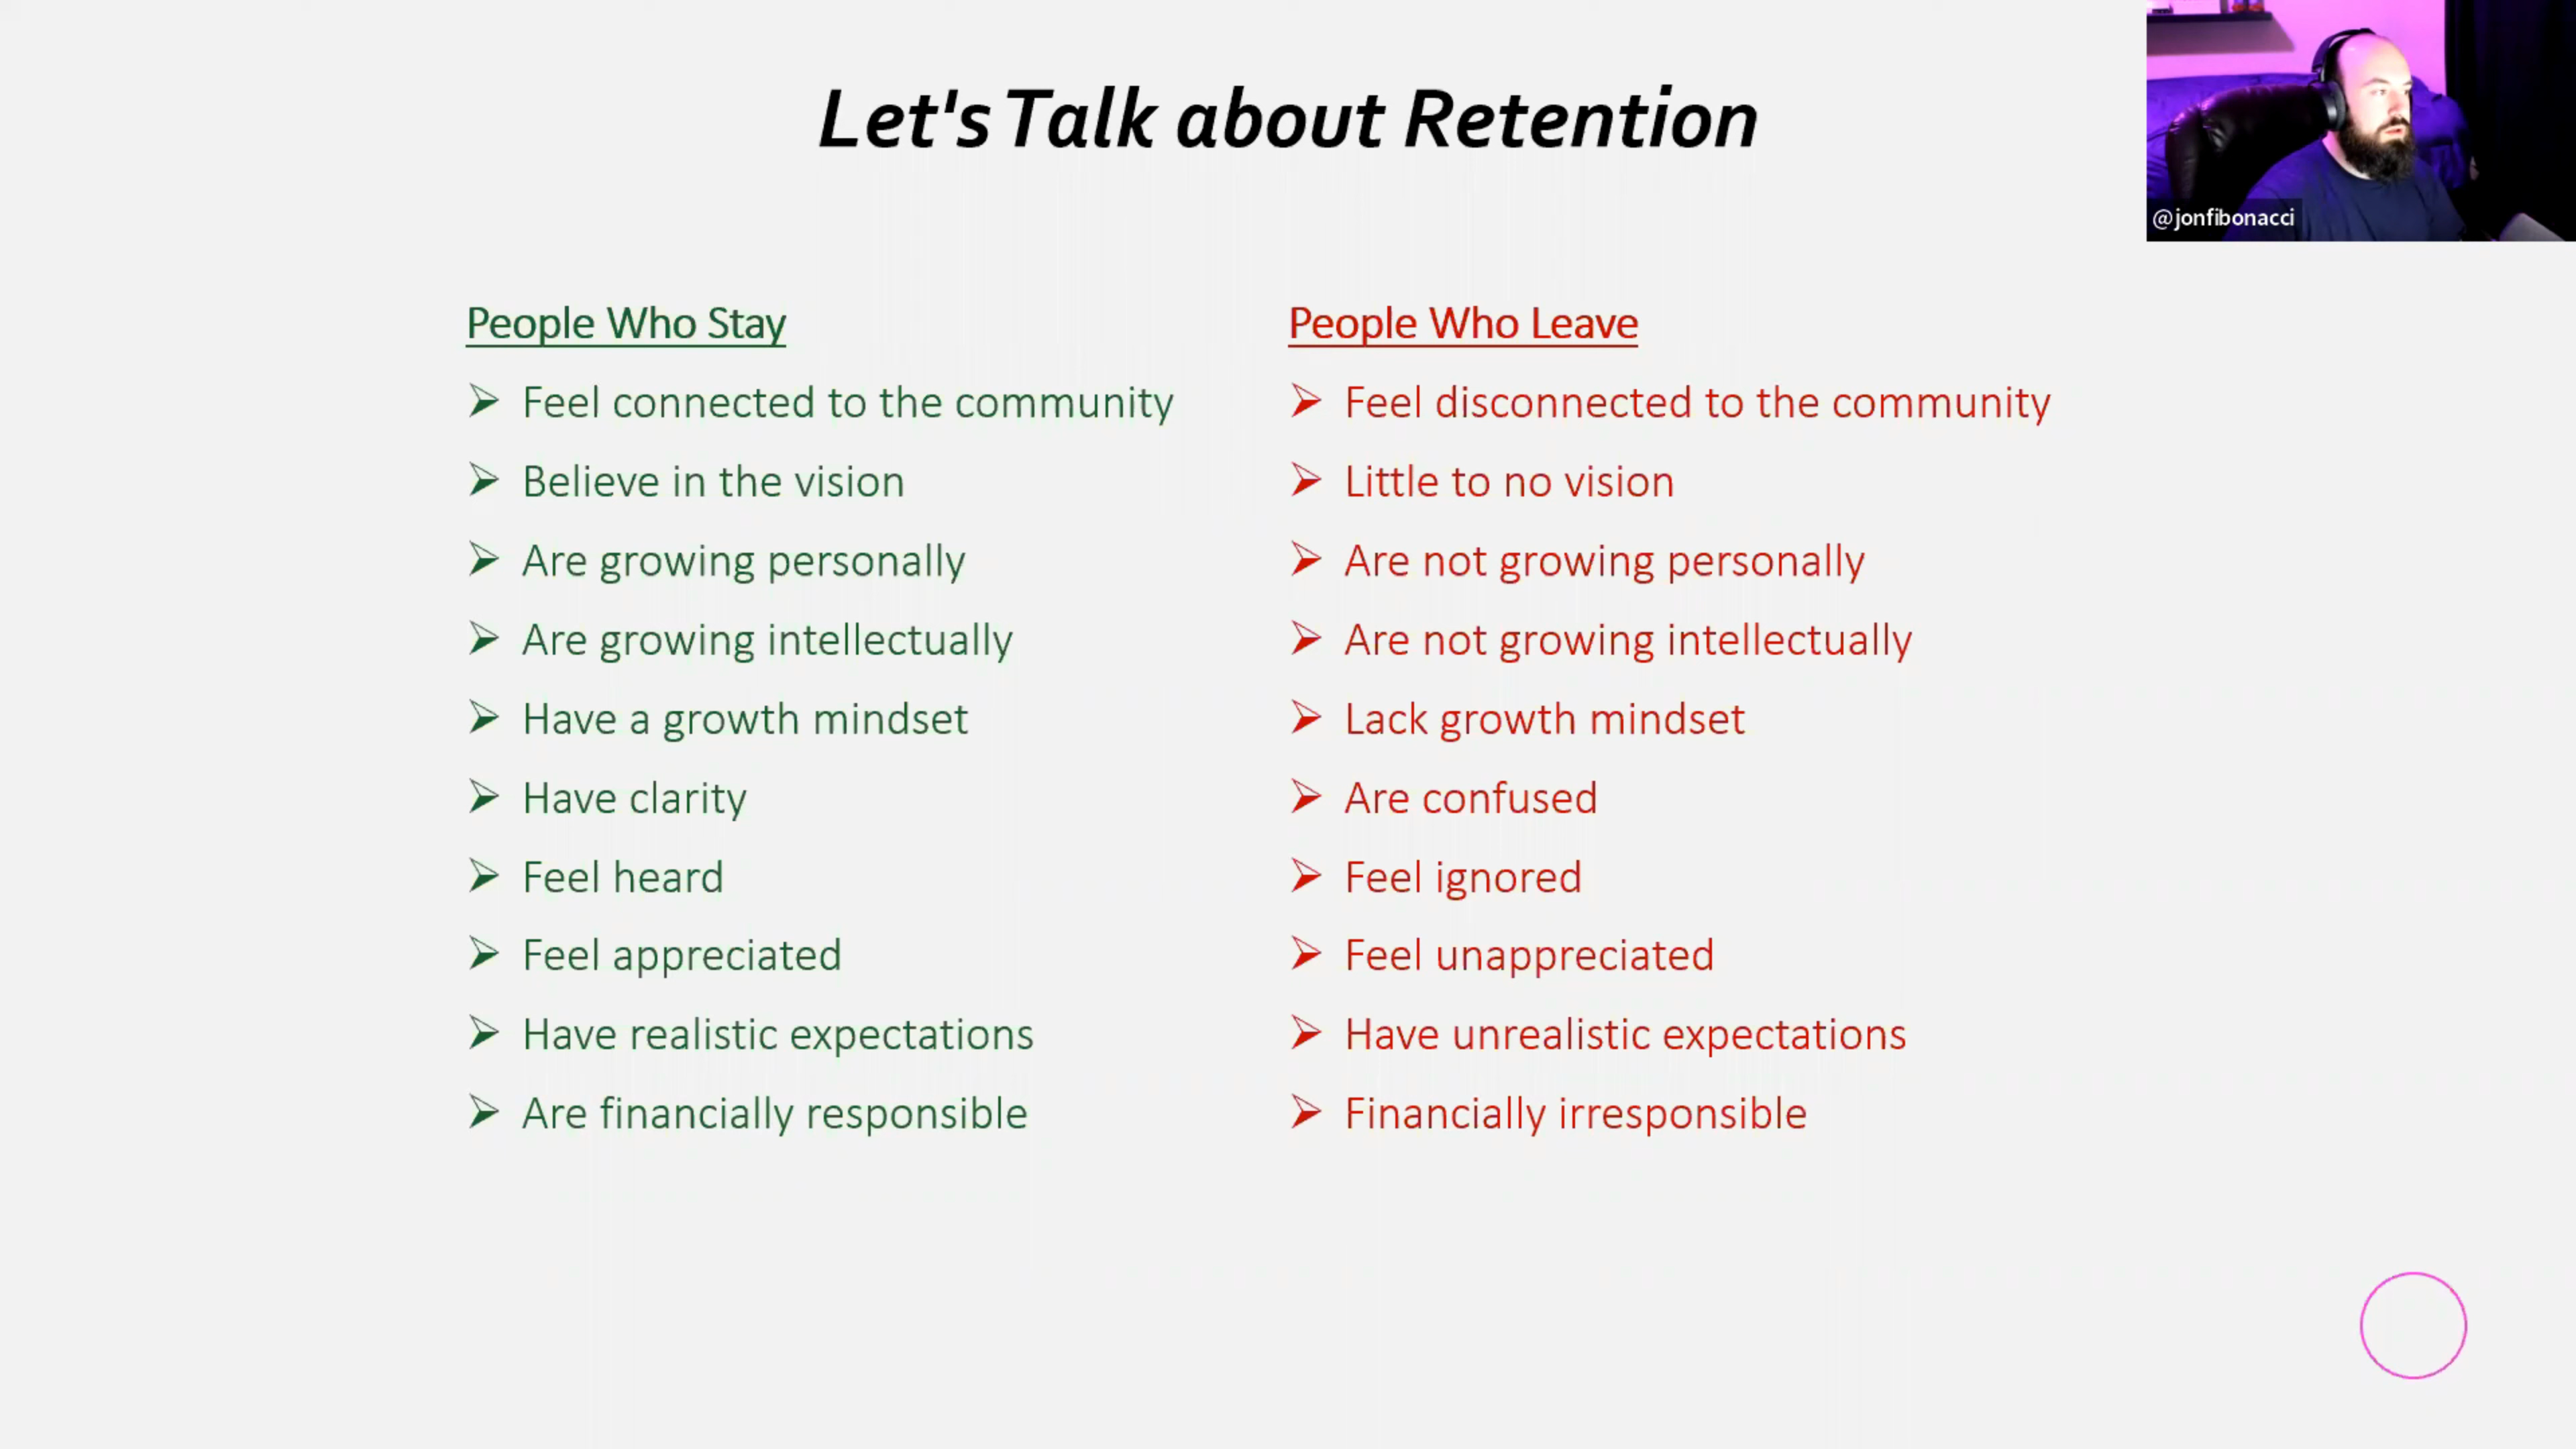 Let's Talk about Retention
@jonfibonacci
People Who Stay
Feel connected to the community
Believe in the vision
Are growing personally
Are growing intellectually
Have a growth mindset
Have clarity
Feel heard
Feel appreciated
Have realistic expectations
Are financially responsible
People Who Leave
Feel disconnected to the community
Little to no vision
Are not growing personally
Are not growing intellectually
Lack growth mindset
Are confused
Feel ignored
Feel unappreciated
Have unrealistic expectations
Financially irresponsible